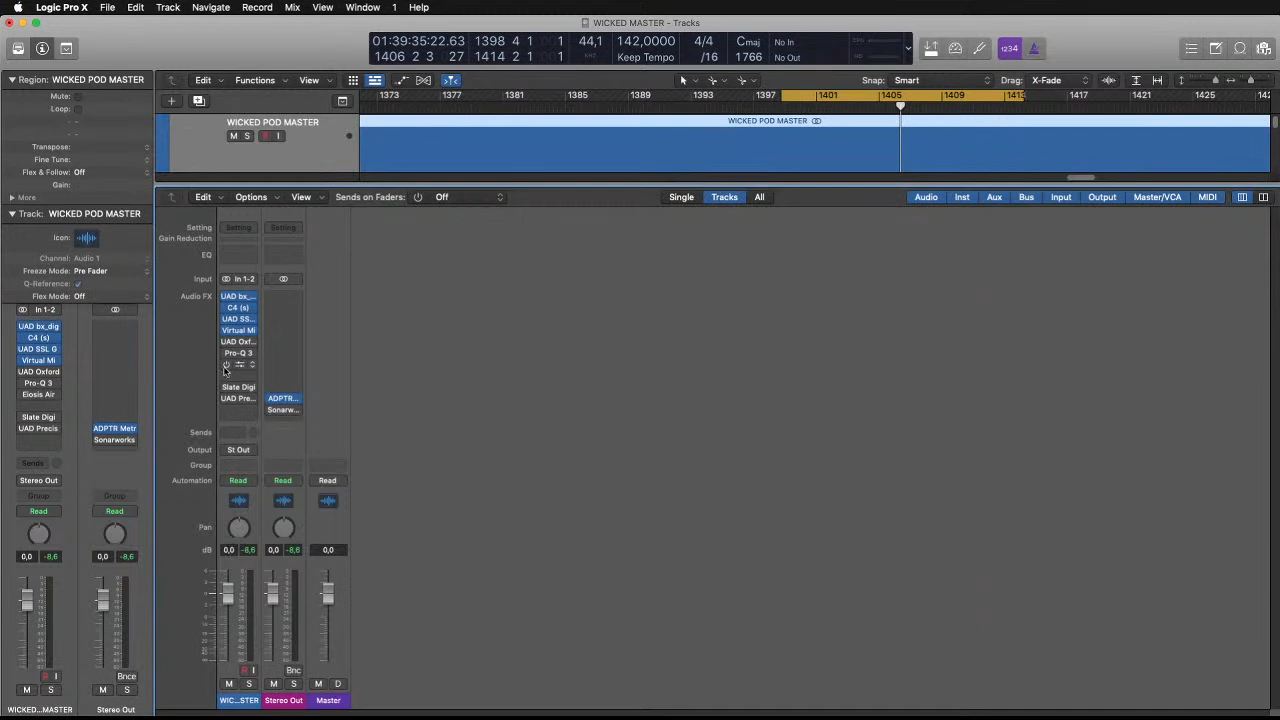 Logic Pro X File Edit Track Navigate Record Mix View Window 1 Help
WICKED MASTER - Tracks
01:39:35:22.63 1398 4 1 1 44,1 142,0000 4/4 Cmaj No In
1406 2 3 27 1414 2 1 1 Keep Tempo /16 1766 No Out
1234
Region: WICKED POD MASTER
Mute:
Loop:
Transpose:
Fine Tune:
Flex & Follow: Off
Gain:
More
Track: WICKED POD MASTER
Icon:
Channel: Audio 1
Freeze Mode: Pre Fader
Q-Reference:
Flex Mode: Off
In 1-2
UAD bx_dig
C4 (s)
UAD SSL G
Virtual Mi
UAD Oxford
Pro-Q 3
Eiosis Air
Slate Digi
UAD Precis
ADPTR Metr
Sonarworks
Sends
Stereo Out
Group Group
Read Read
0,0 -8,6 0,0 -8,6
R I Bnce
M S M S
WICKED...MASTER Stereo Out
Edit Functions View Snap: Smart Drag: X-Fade
1373 1377 1381 1385 1389 1393 1397 1401 1405 1409 1413 1417 1421 1425
WICKED POD MASTER
M S R I
WICKED POD MASTER
Edit Options View Sends on Faders: Off Single Tracks All Audio Inst Aux Bus Input Output Master/VCA MIDI
Setting Setting Setting
Gain Reduction
EQ
Input In 1-2
Audio FX UAD bx_...
C4 (s)
UAD SS...
Virtual Mi
UAD Oxf...
Pro-Q 3
Slate Digi
UAD Pre... ADPTR...
Sonarw...
Sends
Output St Out
Group
Automation Read Read Read
Pan
dB 0,0 -8,6 0,0 -8,6 0,0
R I Bnc
M S M S M D
WIC...STER Stereo Out Master